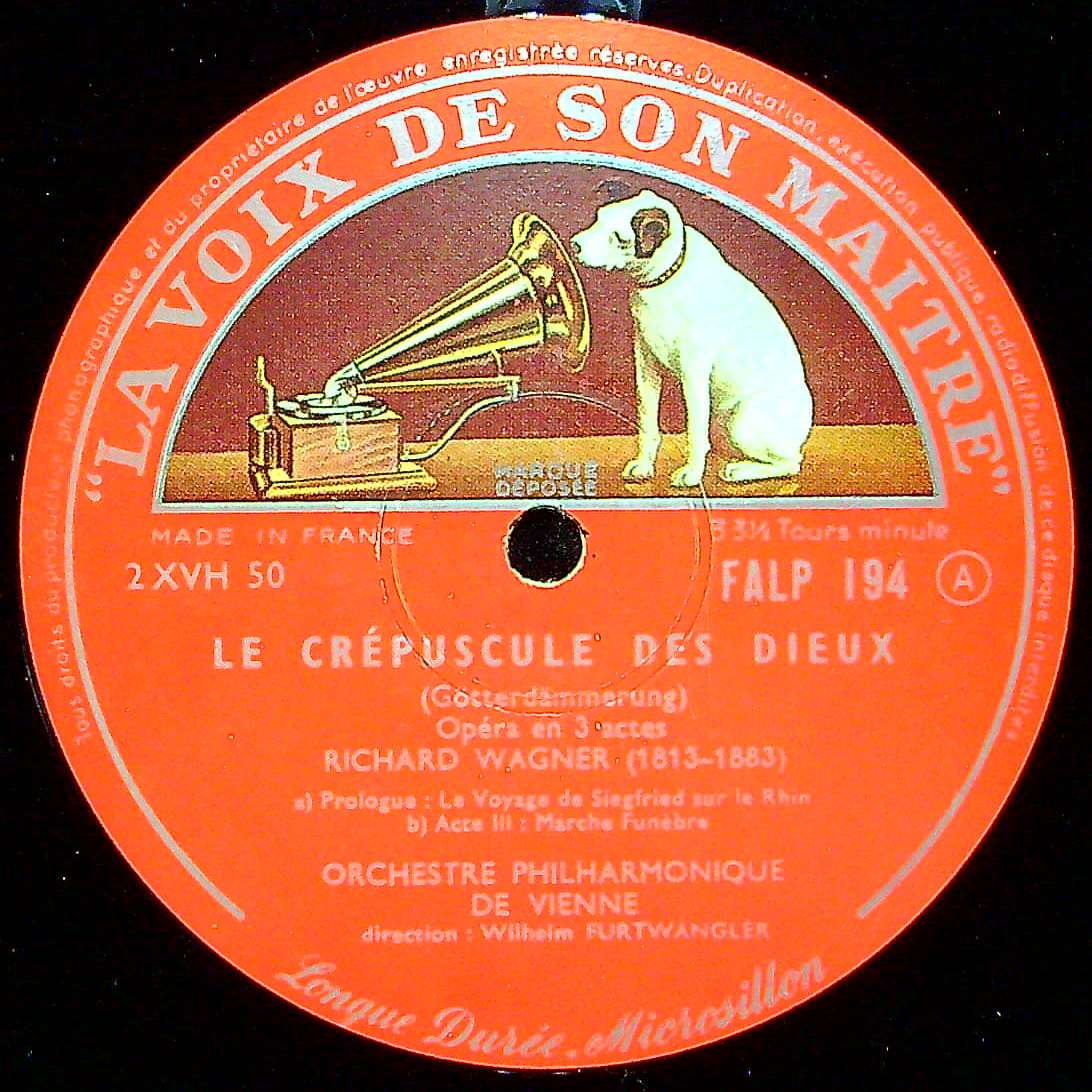 Tous droits du producteur phonographique et du propriétaire de l'œuvre enregistrée réservés. Duplication, exécution publique, radiodiffusion de ce disque interdites
"LA VOIX DE SON MAITRE"
MARQUE
DÉPOSÉE
MADE IN FRANCE
33½ Tours minute
2 XVH 50
FALP 194 A
LE CRÉPUSCULE DES DIEUX
(Götterdämmerung)
Opéra en 3 actes
RICHARD WAGNER (1813–1883)
a) Prologue : Le Voyage de Siegfried sur le Rhin
b) Acte III : Marche Funèbre
ORCHESTRE PHILHARMONIQUE
DE VIENNE
direction : Wilhelm FURTWANGLER
Longue Durée. Microsillon